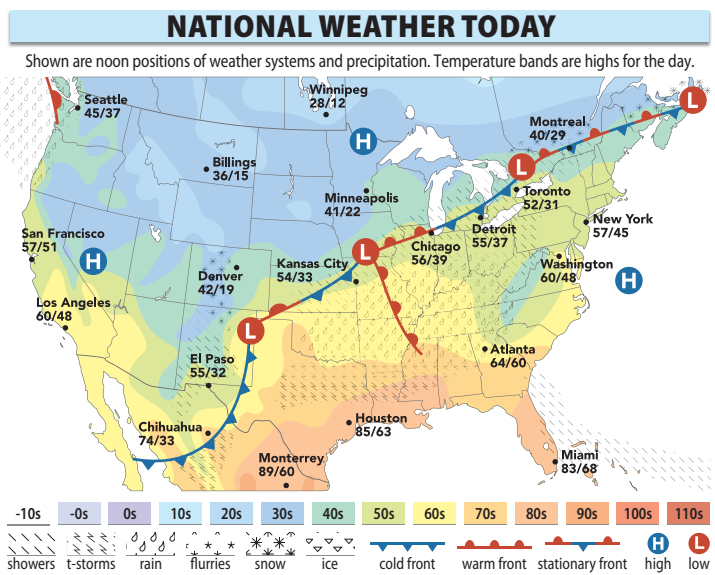 NATIONAL WEATHER TODAY
Shown are noon positions of weather systems and precipitation. Temperature bands are highs for the day.
Seattle
45/37
Winnipeg
28/12
H
L
Montreal
40/29
Billings
36/15
L
Minneapolis
41/22
Toronto
52/31
New York
57/45
San Francisco
57/51
H
Denver
42/19
Kansas City
54/33
L
Chicago
56/39
Detroit
55/37
Washington
60/48
H
Los Angeles
60/48
L
El Paso
55/32
Atlanta
64/60
Chihuahua
74/33
Houston
85/63
Monterrey
89/60
Miami
83/68
-10s -0s 0s 10s 20s 30s 40s 50s 60s 70s 80s 90s 100s 110s
H L
showers t-storms rain flurries snow ice cold front warm front stationary front high low